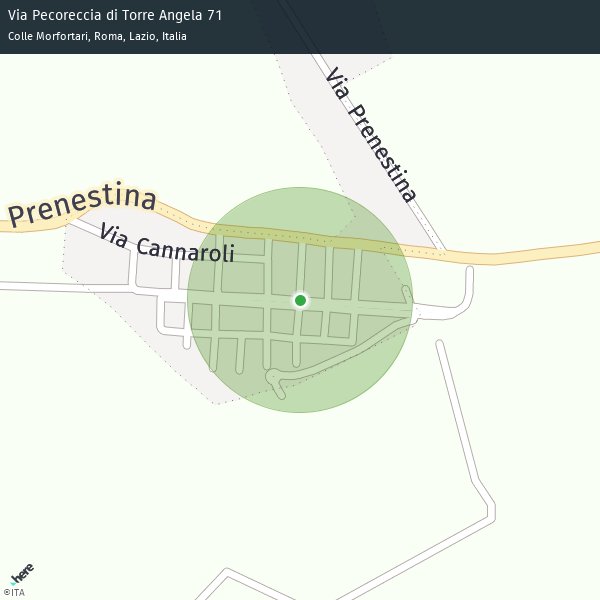 Via Pecoreccia di Torre Angela 71
Colle Morfortari, Roma, Lazio, Italia
Via Prenestina
Prenestina
Via Cannaroli
here
©ITA